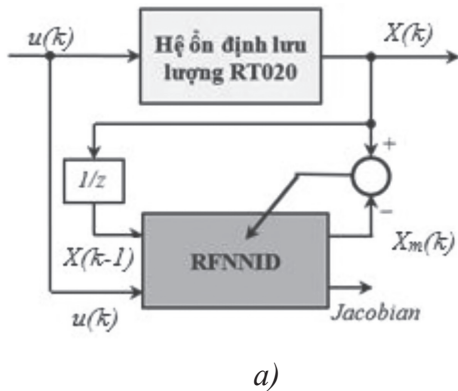 u(k)
Hệ ổn định lưu
lượng RT020
X(k)
+
1/z
−
X(k-1)
RFNNID
Xm(k)
u(k)
Jacobian
a)